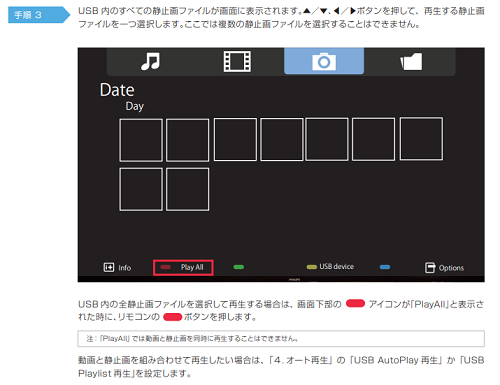 手順 3
USB 内のすべての静止画ファイルが画面に表示されます。▲／▼、◀／▶ボタンを押して、再生する静止画
ファイルを一つ選択します。ここでは複数の静止画ファイルを選択することはできません。
Date
Day
Info
Play All
USB device
Options
PHILIPS
USB 内の全静止画ファイルを選択して再生する場合は、画面下部の アイコンが「PlayAll」と表示さ
れた時に、リモコンの ボタンを押します。
注：「PlayAll」では動画と静止画を同時に再生することはできません。
動画と静止画を組み合わせて再生したい場合は、「4. オート再生」の「USB AutoPlay 再生」か「USB
Playlist 再生」を設定します。